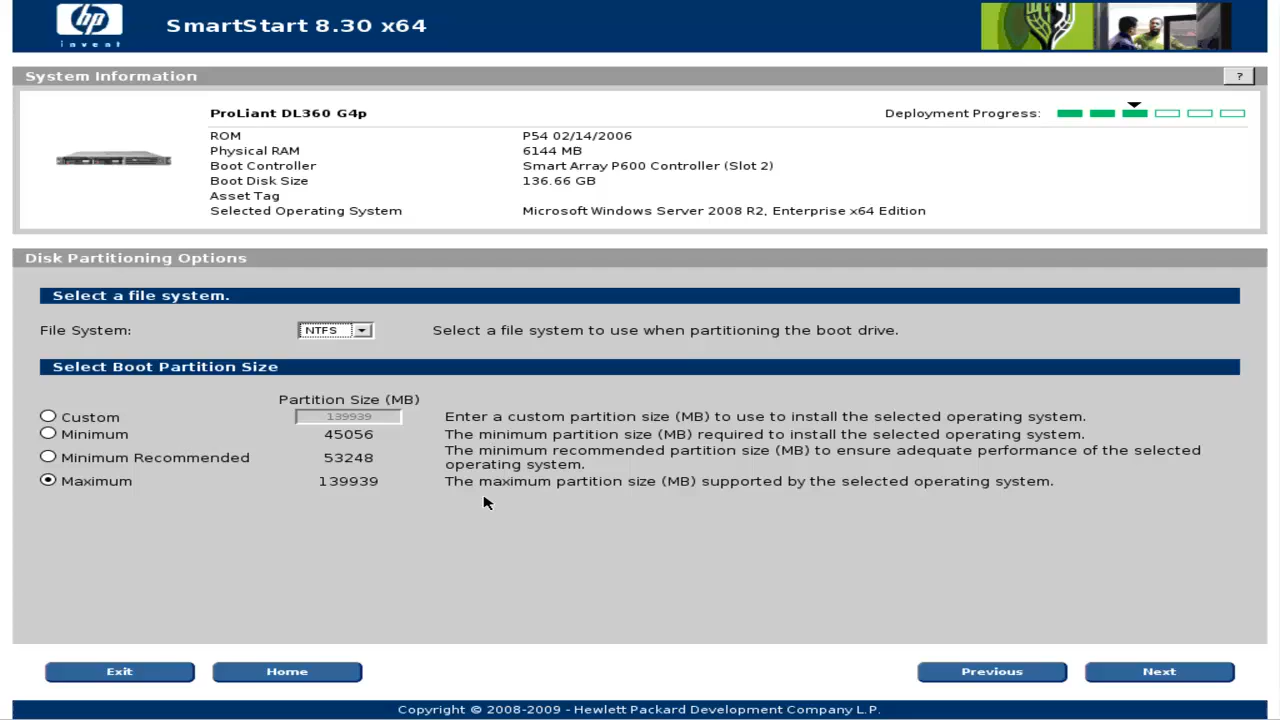 hp
invent
SmartStart 8.30 x64
System Information
?
ProLiant DL360 G4p
Deployment Progress:
ROM P54 02/14/2006
Physical RAM 6144 MB
Boot Controller Smart Array P600 Controller (Slot 2)
Boot Disk Size 136.66 GB
Asset Tag
Selected Operating System Microsoft Windows Server 2008 R2, Enterprise x64 Edition
Disk Partitioning Options
Select a file system.
File System: NTFS Select a file system to use when partitioning the boot drive.
Select Boot Partition Size
Partition Size (MB)
Custom 139939 Enter a custom partition size (MB) to use to install the selected operating system.
Minimum 45056 The minimum partition size (MB) required to install the selected operating system.
Minimum Recommended 53248 The minimum recommended partition size (MB) to ensure adequate performance of the selected
operating system.
Maximum 139939 The maximum partition size (MB) supported by the selected operating system.
Exit Home Previous Next
Copyright © 2008-2009 - Hewlett Packard Development Company L.P.